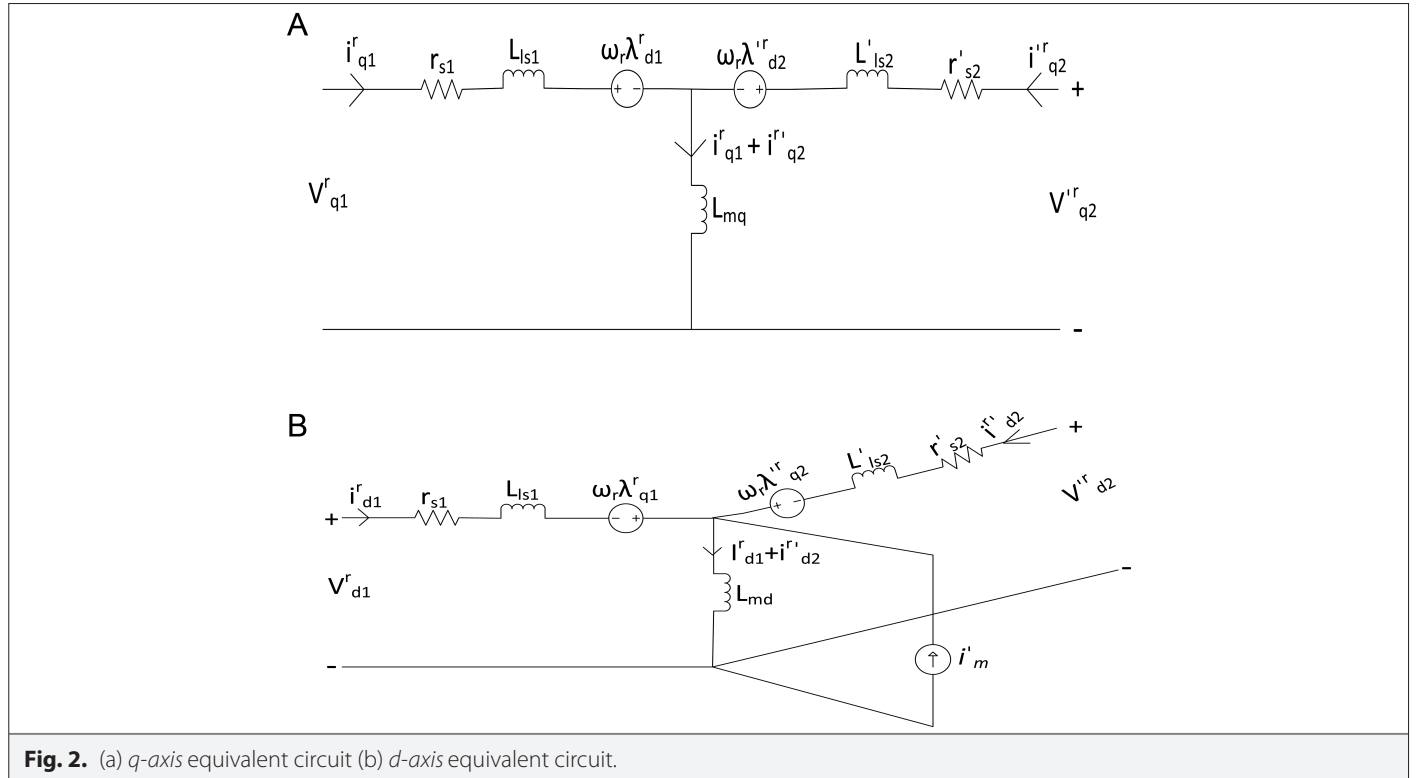 A
i^r_q1
r_s1
L_ls1
ω_rλ^r_d1
ω_rλ'^r_d2
L'_ls2
r'_s2
i'^r_q2
+ - - +
+
i^r_q1 + i^r'_q2
V^r_q1
L_mq
V'^r_q2
-
B
i^r_d1
r_s1
L_ls1
ω_rλ^r_q1
ω_rλ'^r_q2
L'_ls2
r'_s2
i^r'_d2
+
+ - + + -
V'^r_d2
I^r_d1+i^r'_d2
V^r_d1
L_md
-
- i'_m
Fig. 2. (a) q-axis equivalent circuit (b) d-axis equivalent circuit.